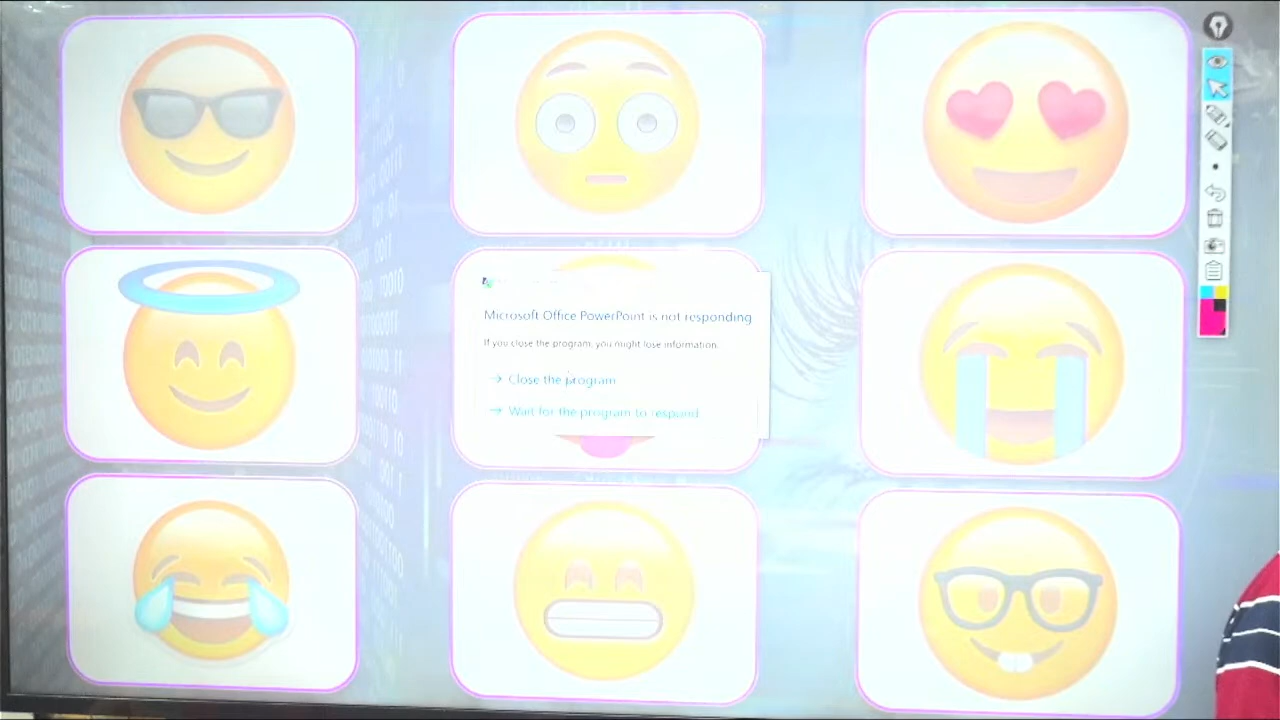 Microsoft Office PowerPoint is not responding
If you close the program, you might lose information.
Close the program
Wait for the program to respond